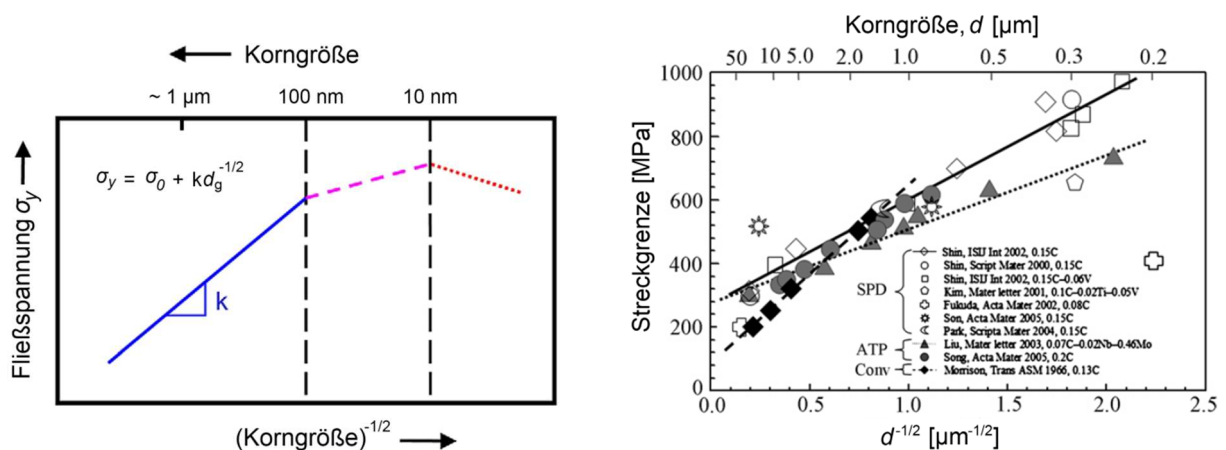 Korngröße
~ 1 µm 100 nm 10 nm
σy = σ0 + kdg-1/2
k
Fließspannung σy
(Korngröße)-1/2
Korngröße, d [µm]
50 10 5.0 2.0 1.0 0.5 0.3 0.2
1000
800
600
400
200
0
Streckgrenze [MPa]
SPD
Shin, ISIJ Int 2002, 0.15C
Shin, Script Mater 2000, 0.15C
Shin, ISIJ Int 2002, 0.15C-0.06V
Kim, Mater letter 2001, 0.1C-0.02Ti-0.05V
Fukuda, Acta Mater 2002, 0.08C
Son, Acta Mater 2005, 0.15C
Park, Scripta Mater 2004, 0.15C
ATP
Liu, Mater letter 2003, 0.07C-0.02Nb-0.46Mo
Song, Acta Mater 2005, 0.2C
Conv
Morrison, Trans ASM 1966, 0.13C
0.0 0.5 1.0 1.5 2.0 2.5
d-1/2 [µm-1/2]